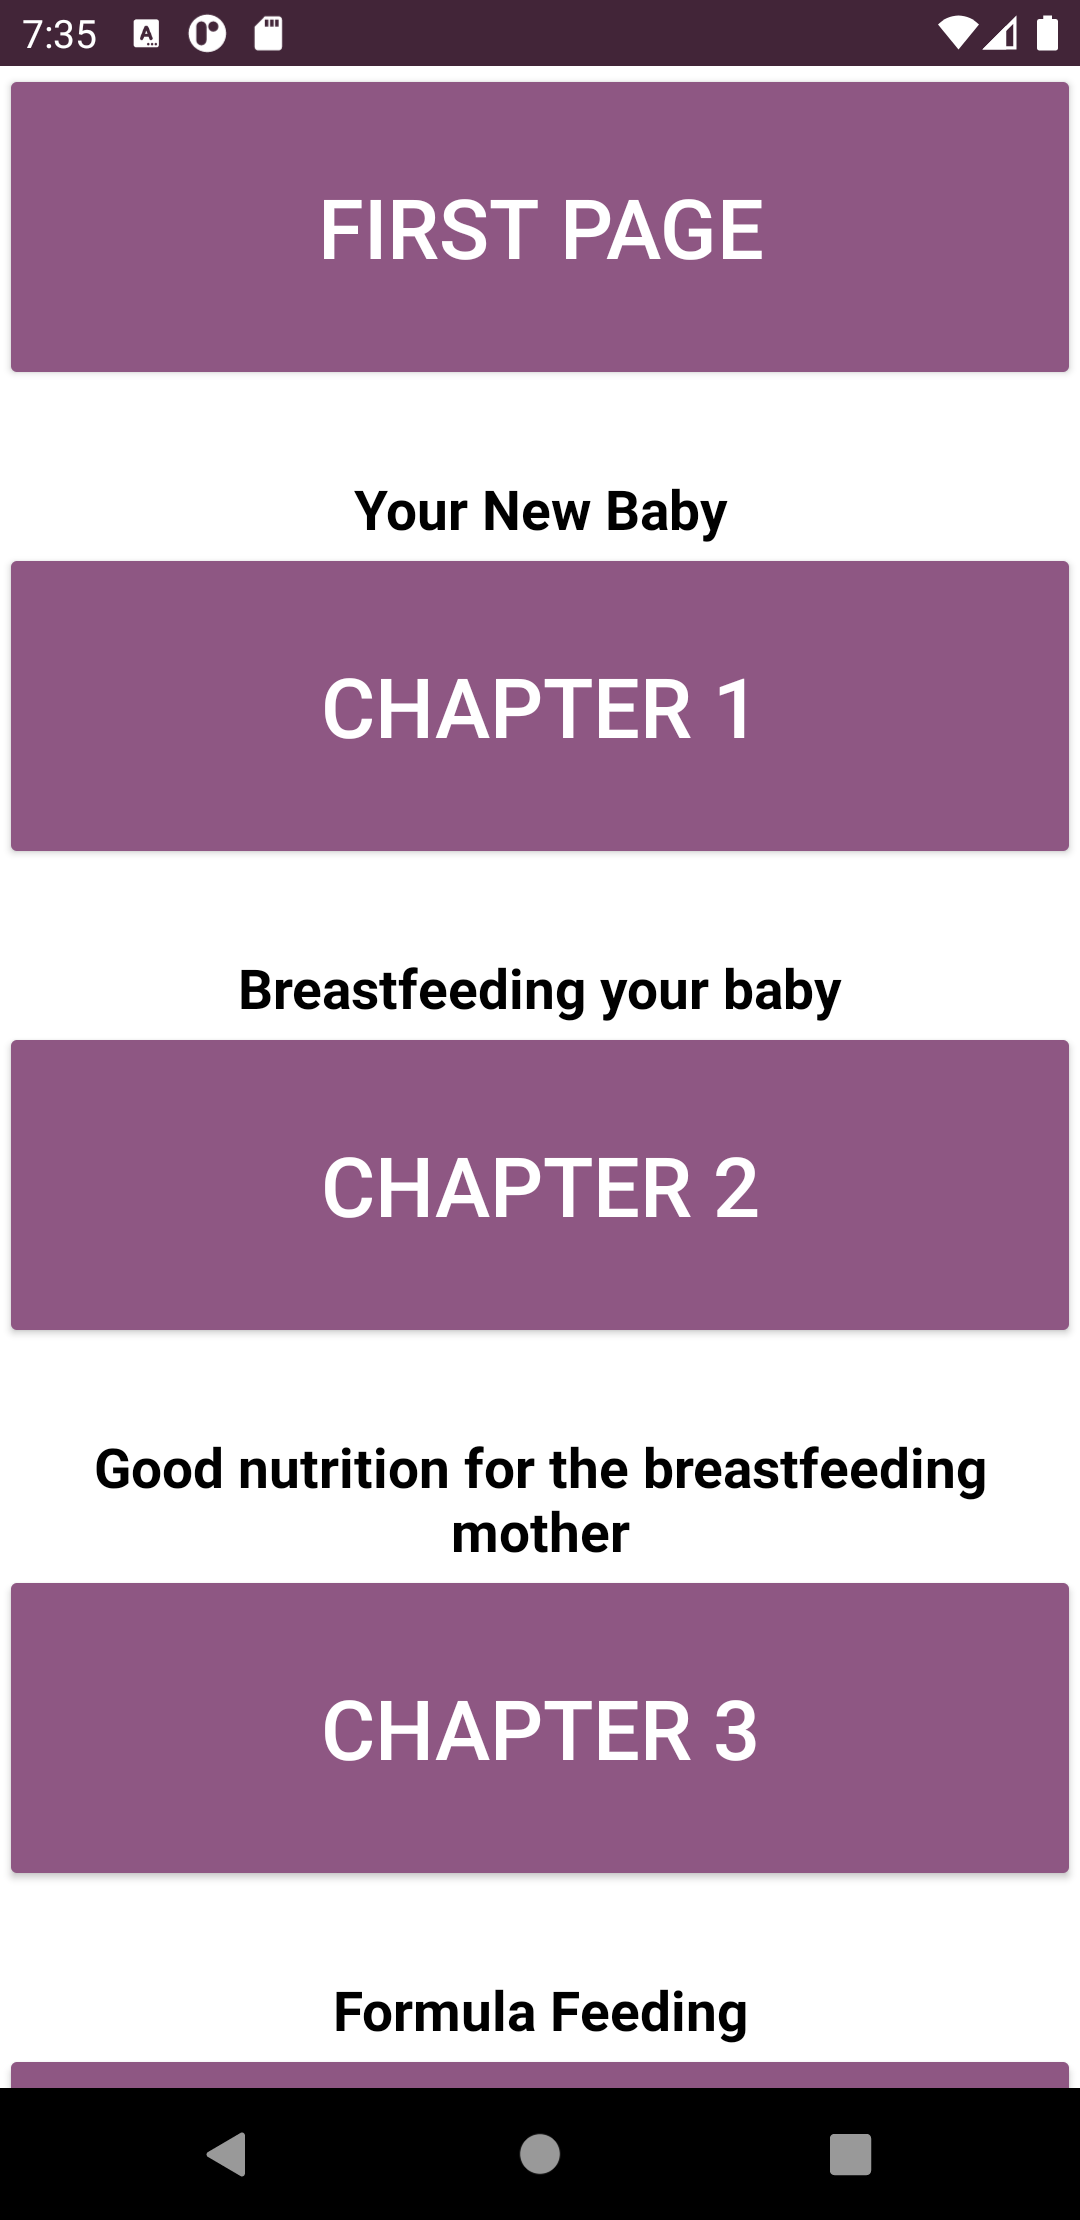 7:35
FIRST PAGE
Your New Baby
CHAPTER 1
Breastfeeding your baby
CHAPTER 2
Good nutrition for the breastfeeding
mother
CHAPTER 3
Formula Feeding